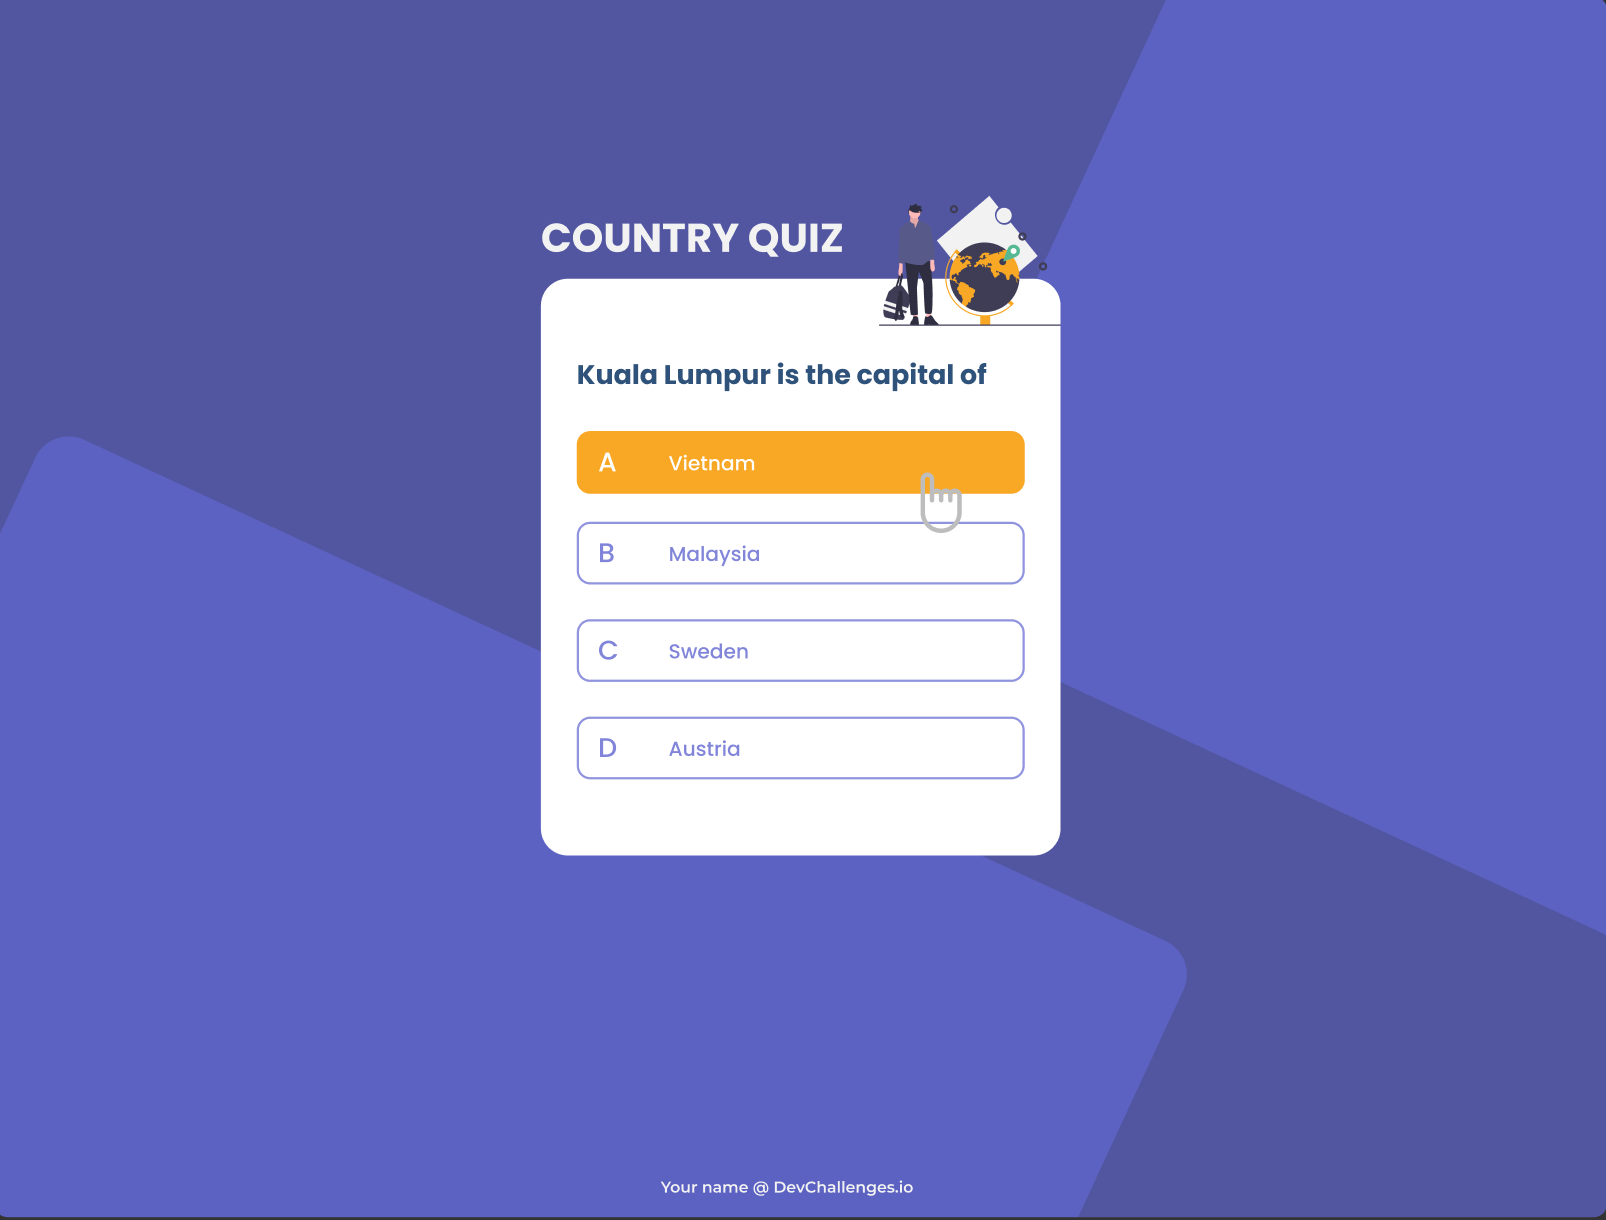 COUNTRY QUIZ
Kuala Lumpur is the capital of
A Vietnam
B Malaysia
C Sweden
D Austria
Your name @ DevChallenges.io